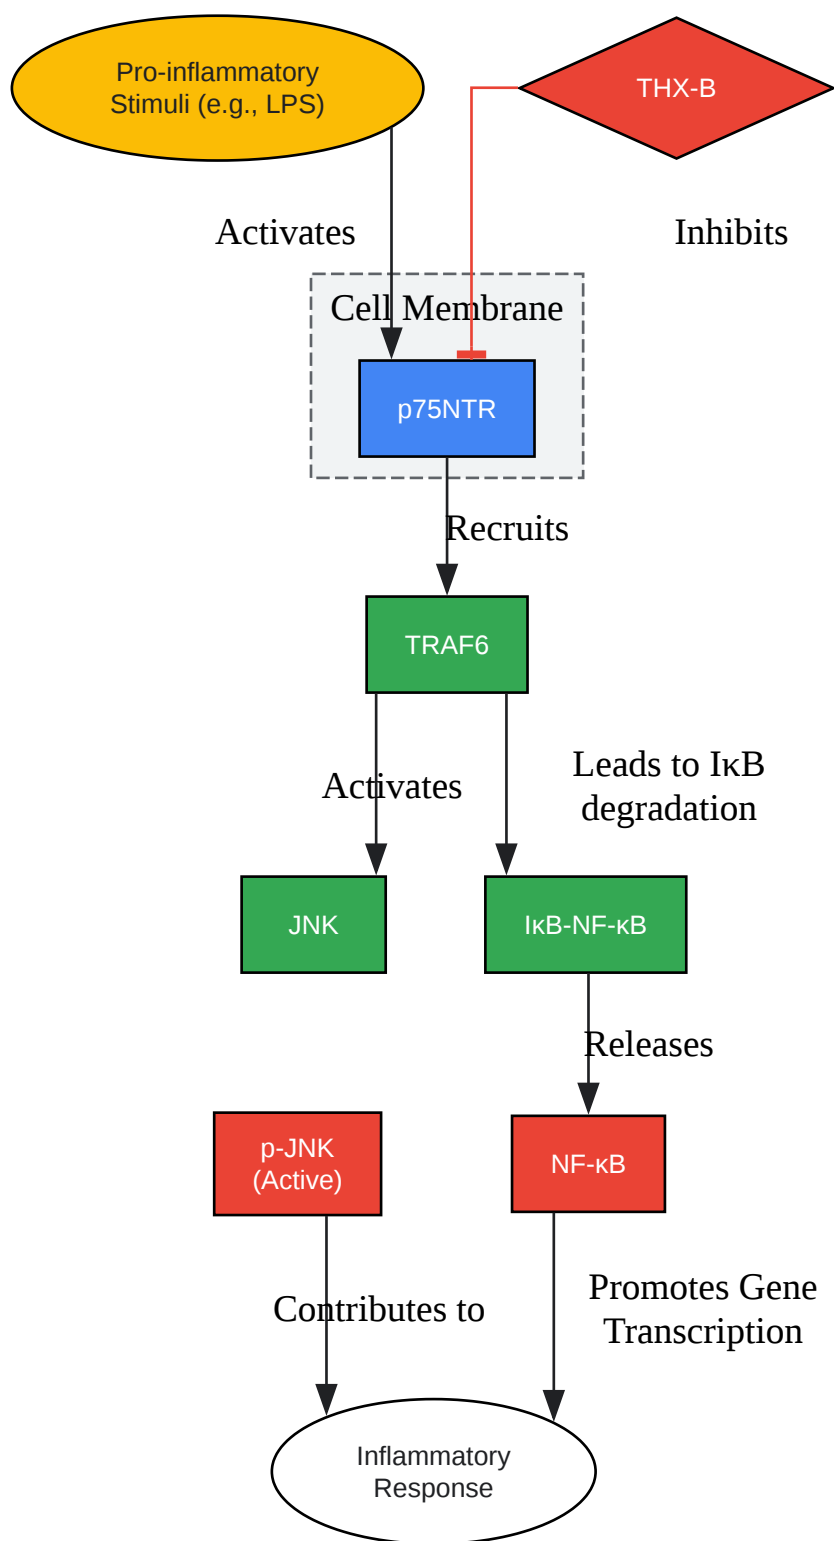 Pro-inflammatory
Stimuli (e.g., LPS)
THX-B
Activates
Inhibits
Cell Membrane
p75NTR
Recruits
TRAF6
Activates
Leads to IκB
degradation
JNK
IκB-NF-κB
Releases
p-JNK
(Active)
NF-κB
Contributes to
Promotes Gene
Transcription
Inflammatory
Response